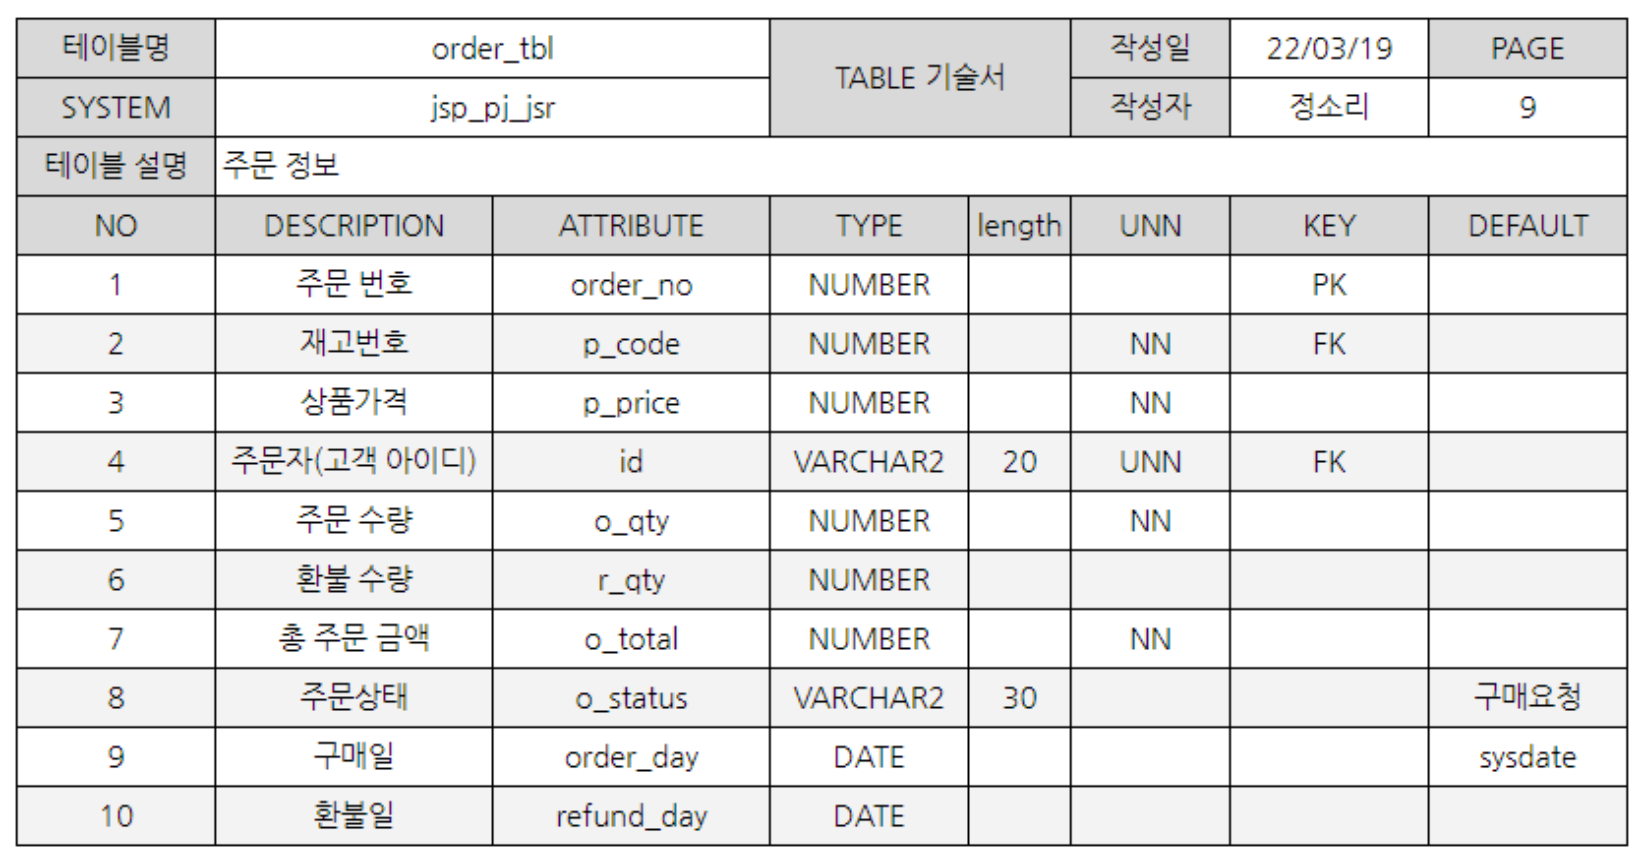 테이블명 order_tbl TABLE 기술서 작성일 22/03/19 PAGE
SYSTEM jsp_pj_jsr 작성자 정소리 9
테이블 설명 주문 정보
NO DESCRIPTION ATTRIBUTE TYPE length UNN KEY DEFAULT
1 주문 번호 order_no NUMBER PK
2 재고번호 p_code NUMBER NN FK
3 상품가격 p_price NUMBER NN
4 주문자(고객 아이디) id VARCHAR2 20 UNN FK
5 주문 수량 o_qty NUMBER NN
6 환불 수량 r_qty NUMBER
7 총 주문 금액 o_total NUMBER NN
8 주문상태 o_status VARCHAR2 30 구매요청
9 구매일 order_day DATE sysdate
10 환불일 refund_day DATE